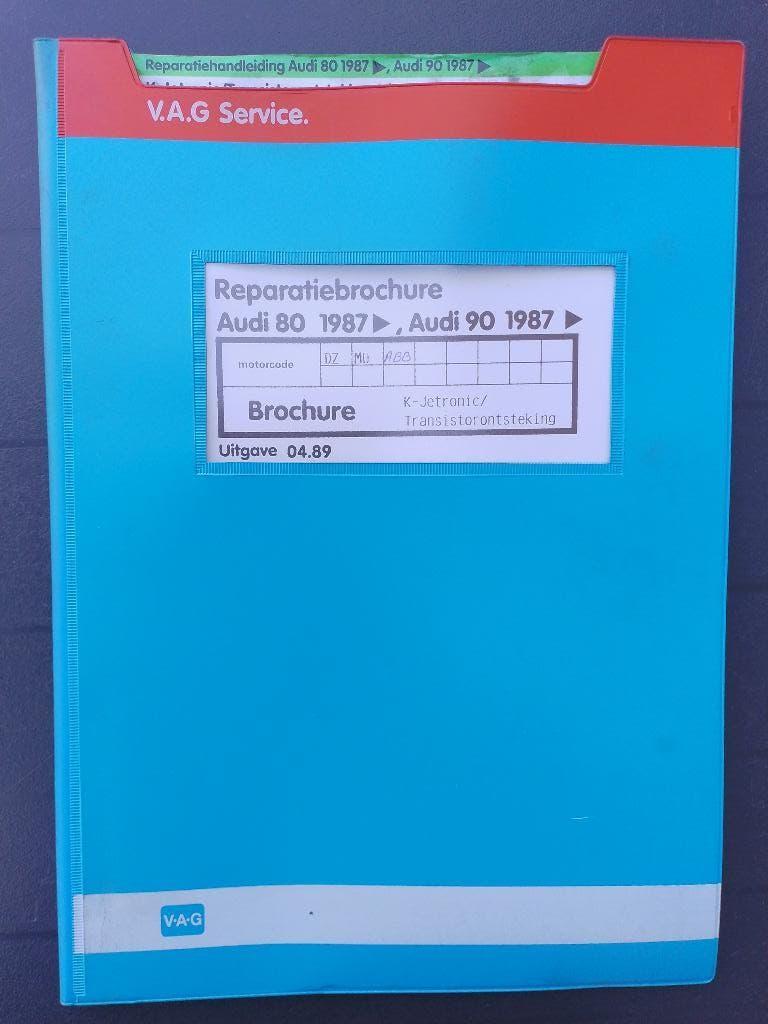 Reparatiehandleiding Audi 80 1987 ▶, Audi 90 1987 ▶
V.A.G Service.
Reparatiebrochure
Audi 80 1987 ▶, Audi 90 1987 ▶
motorcode DZ MU ABB
Brochure K-Jetronic/
Transistorontsteking
Uitgave 04.89
V·A·G